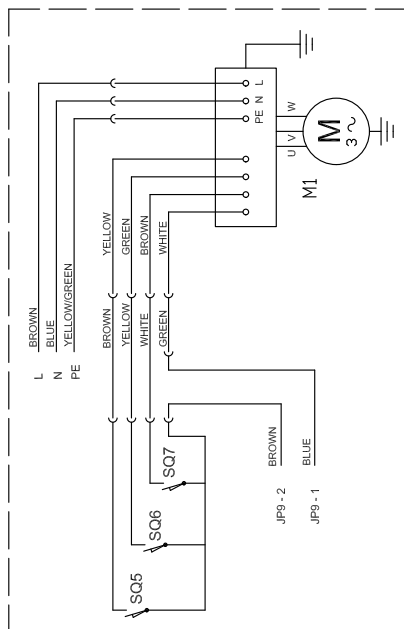 BROWN
L
BLUE
N
YELLOW/GREEN
PE
L
N
PE
W
V
U
M
3 ~
M1
YELLOW
GREEN
BROWN
WHITE
BROWN
YELLOW
WHITE
GREEN
SQ7
SQ6
SQ5
BROWN
JP9 - 2
BLUE
JP9 - 1